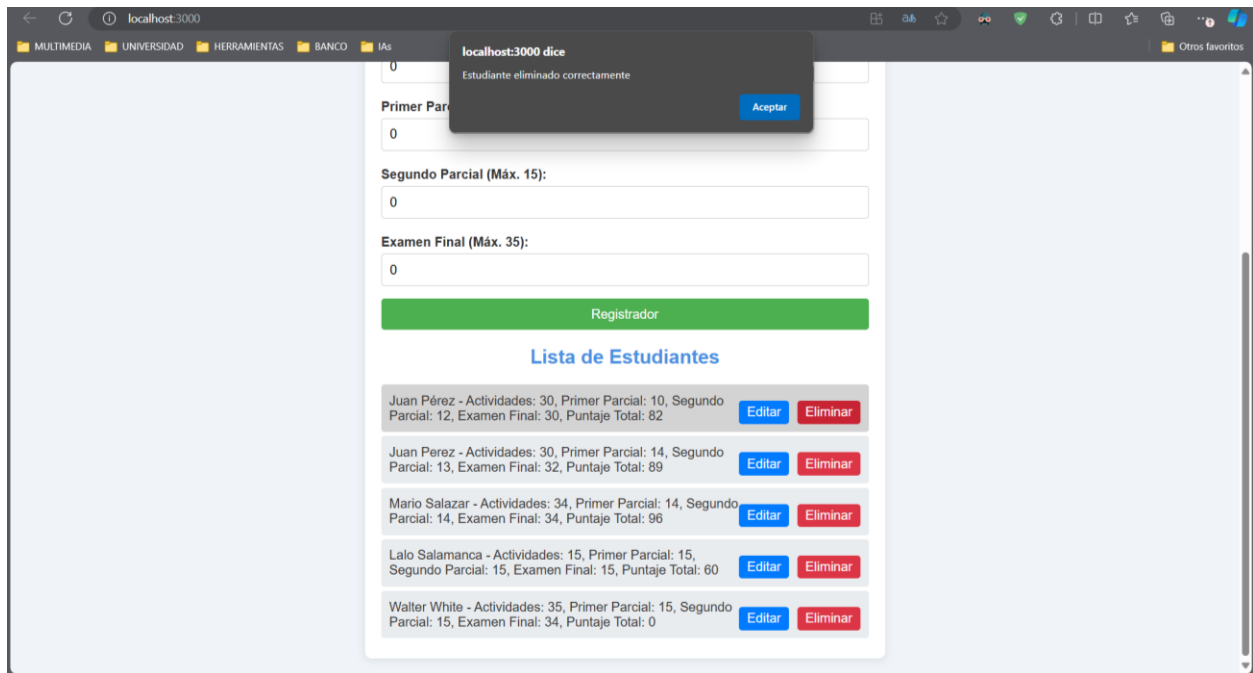 localhost:3000
MULTIMEDIA UNIVERSIDAD HERRAMIENTAS BANCO IAs Otros favoritos
localhost:3000 dice
Estudiante eliminado correctamente
Aceptar
0
Primer
0
Segundo Parcial (Máx. 15):
0
Examen Final (Máx. 35):
0
Registrador
Lista de Estudiantes
Juan Pérez - Actividades: 30, Primer Parcial: 10, Segundo
Parcial: 12, Examen Final: 30, Puntaje Total: 82
Editar Eliminar
Juan Perez - Actividades: 30, Primer Parcial: 14, Segundo
Parcial: 13, Examen Final: 32, Puntaje Total: 89
Editar Eliminar
Mario Salazar - Actividades: 34, Primer Parcial: 14, Segundo
Parcial: 14, Examen Final: 34, Puntaje Total: 96
Editar Eliminar
Lalo Salamanca - Actividades: 15, Primer Parcial: 15,
Segundo Parcial: 15, Examen Final: 15, Puntaje Total: 60
Editar Eliminar
Walter White - Actividades: 35, Primer Parcial: 15, Segundo
Parcial: 15, Examen Final: 34, Puntaje Total: 0
Editar Eliminar